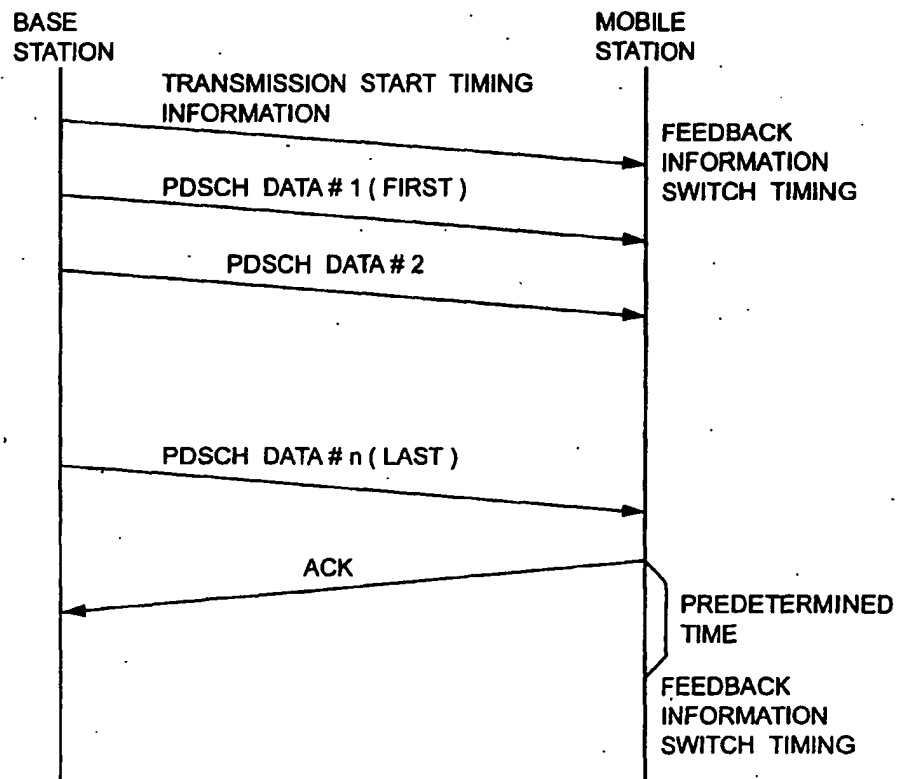 BASE
STATION
MOBILE
STATION
TRANSMISSION START TIMING
INFORMATION
FEEDBACK
INFORMATION
SWITCH TIMING
PDSCH DATA # 1 ( FIRST )
PDSCH DATA # 2
PDSCH DATA # n ( LAST )
ACK
PREDETERMINED
TIME
FEEDBACK
INFORMATION
SWITCH TIMING